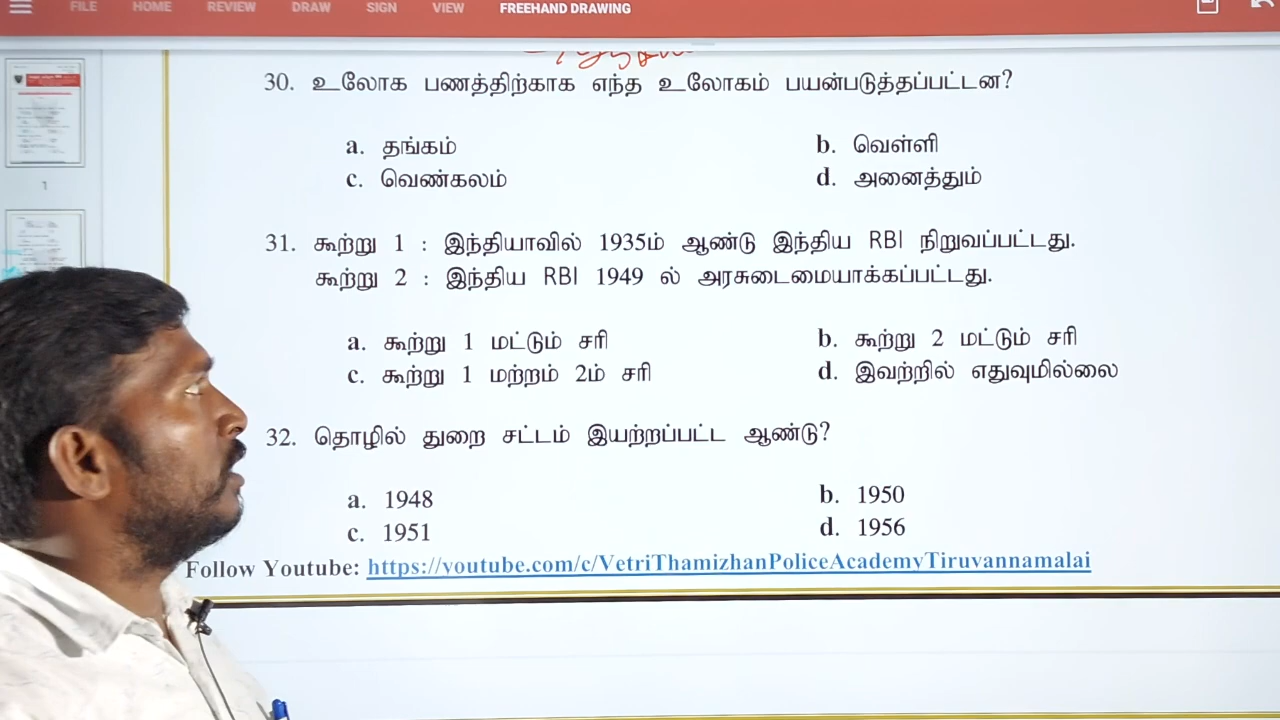 FILE HOME REVIEW DRAW SIGN VIEW FREEHAND DRAWING
30. உலோக பணத்திற்காக எந்த உலோகம் பயன்படுத்தப்பட்டன?
a. தங்கம் b. வெள்ளி
c. வெண்கலம் d. அனைத்தும்
31. கூற்று 1 : இந்தியாவில் 1935ம் ஆண்டு இந்திய RBI நிறுவப்பட்டது.
கூற்று 2 : இந்திய RBI 1949 ல் அரசுடைமையாக்கப்பட்டது.
a. கூற்று 1 மட்டும் சரி b. கூற்று 2 மட்டும் சரி
c. கூற்று 1 மற்றம் 2ம் சரி d. இவற்றில் எதுவுமில்லை
32. தொழில் துறை சட்டம் இயற்றப்பட்ட ஆண்டு?
a. 1948 b. 1950
c. 1951 d. 1956
Follow Youtube: https://youtube.com/c/VetriThamizhanPoliceAcademyTiruvannamalai
1